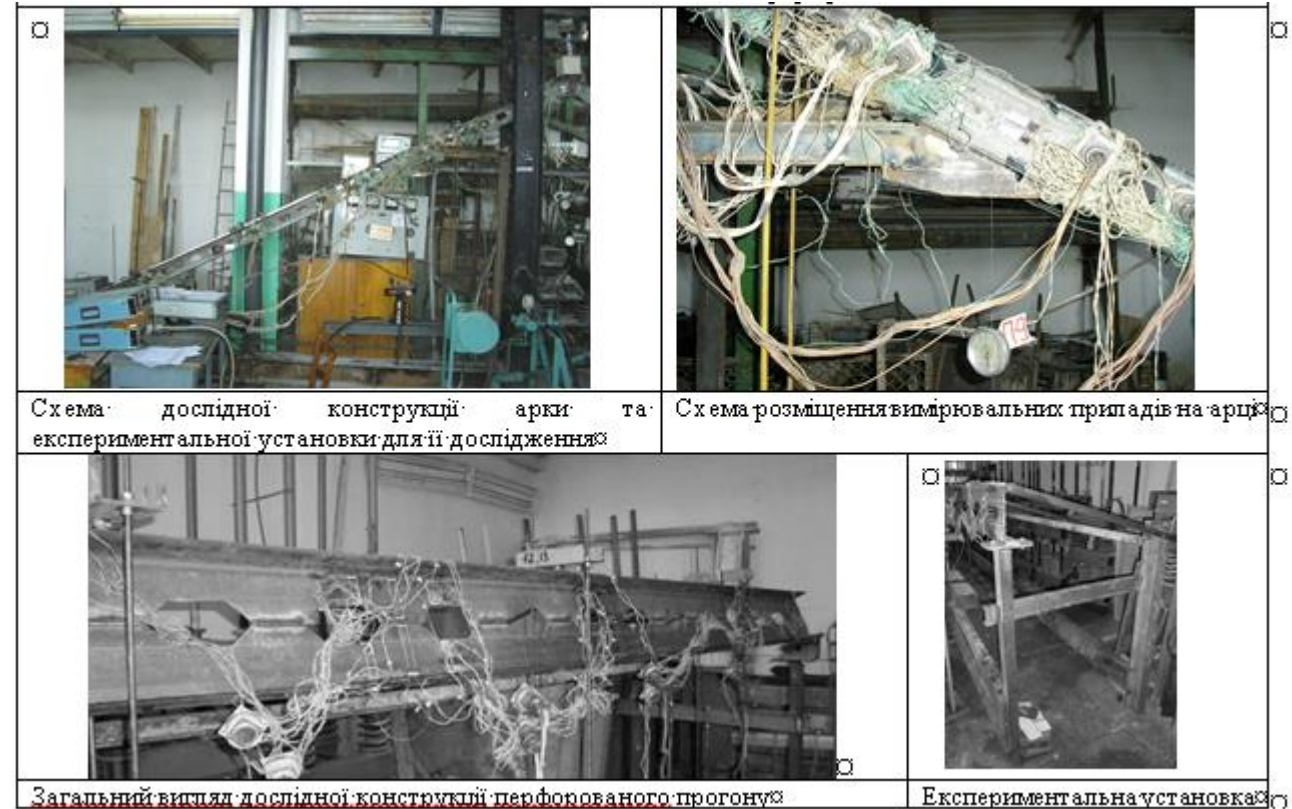 Схема дослідної конструкції арки та
експериментальної установки для її дослідження
Схема розміщення вимірювальних приладів на арці
Загальний вигляд дослідної конструкції перфорованого прогону
Експериментальна установка